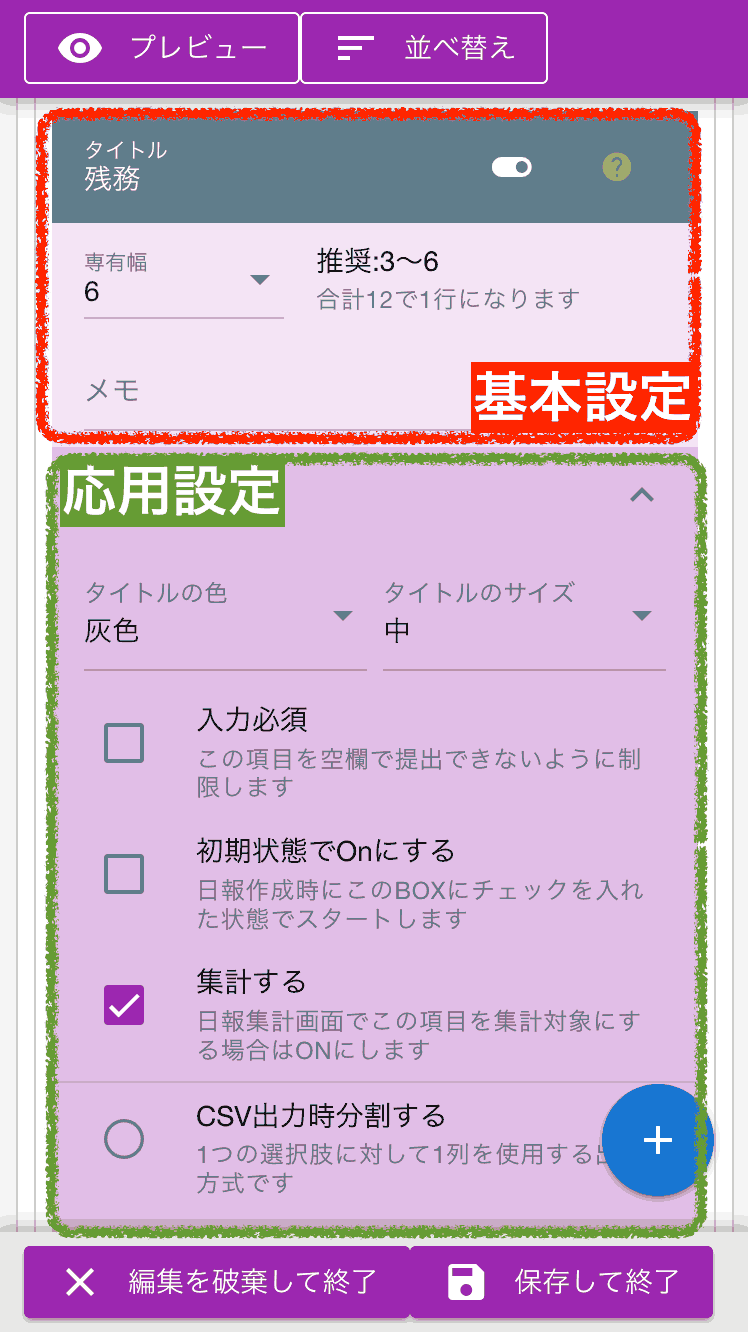 プレビュー 並べ替え
タイトル
残務
?
専有幅
6
推奨:3〜6
合計12で1行になります
メモ
基本設定
応用設定
タイトルの色
灰色
タイトルのサイズ
中
入力必須
この項目を空欄で提出できないように制
限します
初期状態でOnにする
日報作成時にこのBOXにチェックを入れ
た状態でスタートします
集計する
日報集計画面でこの項目を集計対象にす
る場合はONにします
CSV出力時分割する
1つの選択肢に対して1列を使用する出
方式です
編集を破棄して終了 保存して終了